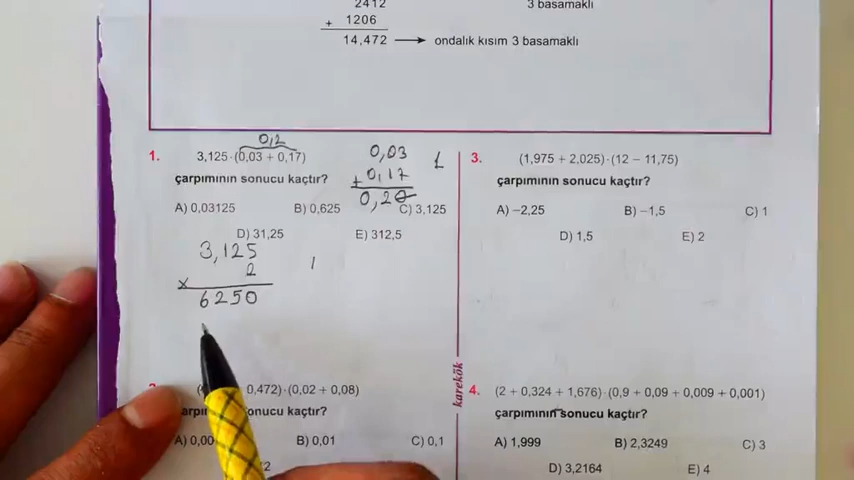 2412
+ 1206
14,472 → ondalık kısım 3 basamaklı
3 basamaklı
0,2
1. 3,125·(0,03 + 0,17)
çarpımının sonucu kaçtır?
A) 0,03125 B) 0,625 C) 3,125
D) 31,25 E) 312,5
0,03
+ 0,17
0,20
3,125
2
x
6250
0,472)·(0,02 + 0,08)
sonucu kaçtır?
A) 0,00 B) 0,01 C) 0,1
karekök
3. (1,975 + 2,025)·(12 – 11,75)
çarpımının sonucu kaçtır?
A) –2,25 B) –1,5 C) 1
D) 1,5 E) 2
4. (2 + 0,324 + 1,676)·(0,9 + 0,09 + 0,009 + 0,001)
çarpımının sonucu kaçtır?
A) 1,999 B) 2,3249 C) 3
D) 3,2164 E) 4